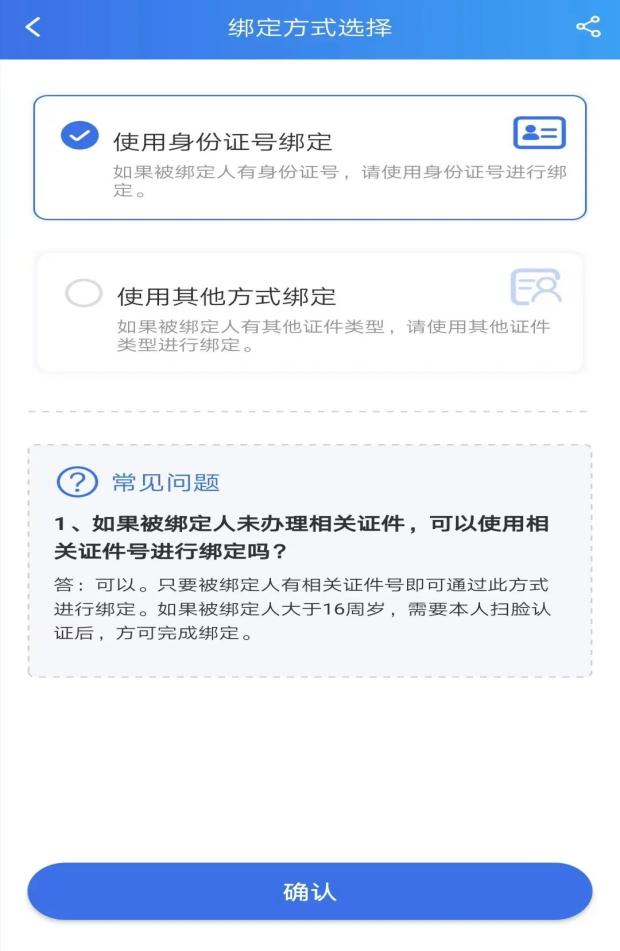 绑定方式选择
使用身份证号绑定
如果被绑定人有身份证号，请使用身份证号进行绑
定。
使用其他方式绑定
如果被绑定人有其他证件类型，请使用其他证件
类型进行绑定。
常见问题
1、如果被绑定人未办理相关证件，可以使用相
关证件号进行绑定吗？
答：可以。只要被绑定人有相关证件号即可通过此方式
进行绑定。如果被绑定人大于16周岁，需要本人扫脸认
证后，方可完成绑定。
确认